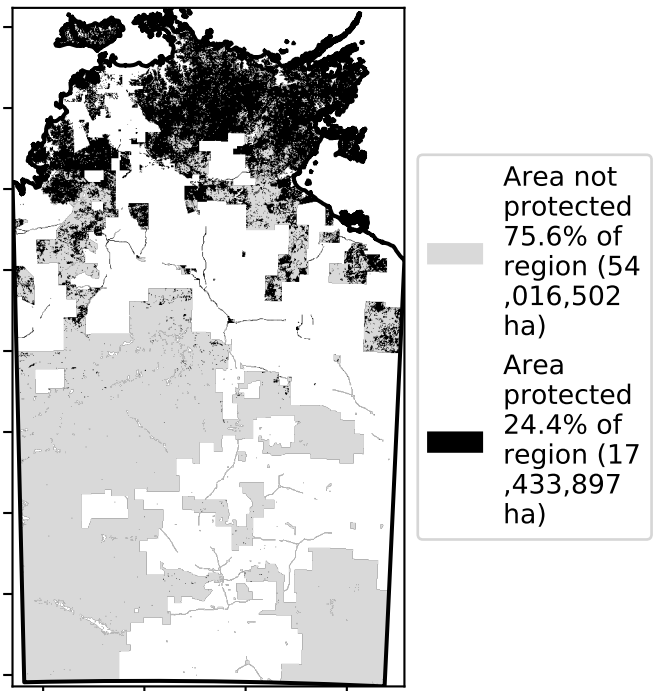 Area not
protected
75.6% of
region (54
,016,502
ha)
Area
protected
24.4% of
region (17
,433,897
ha)